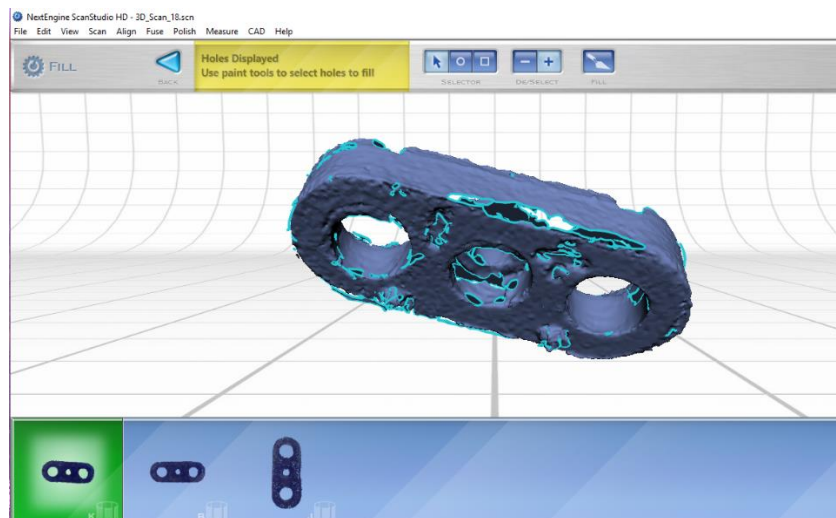 NextEngine ScanStudio HD - 3D_Scan_18.scn
File Edit View Scan Align Fuse Polish Measure CAD Help
FILL
BACK
Holes Displayed
Use paint tools to select holes to fill
SELECTOR
DE/SELECT
FILL